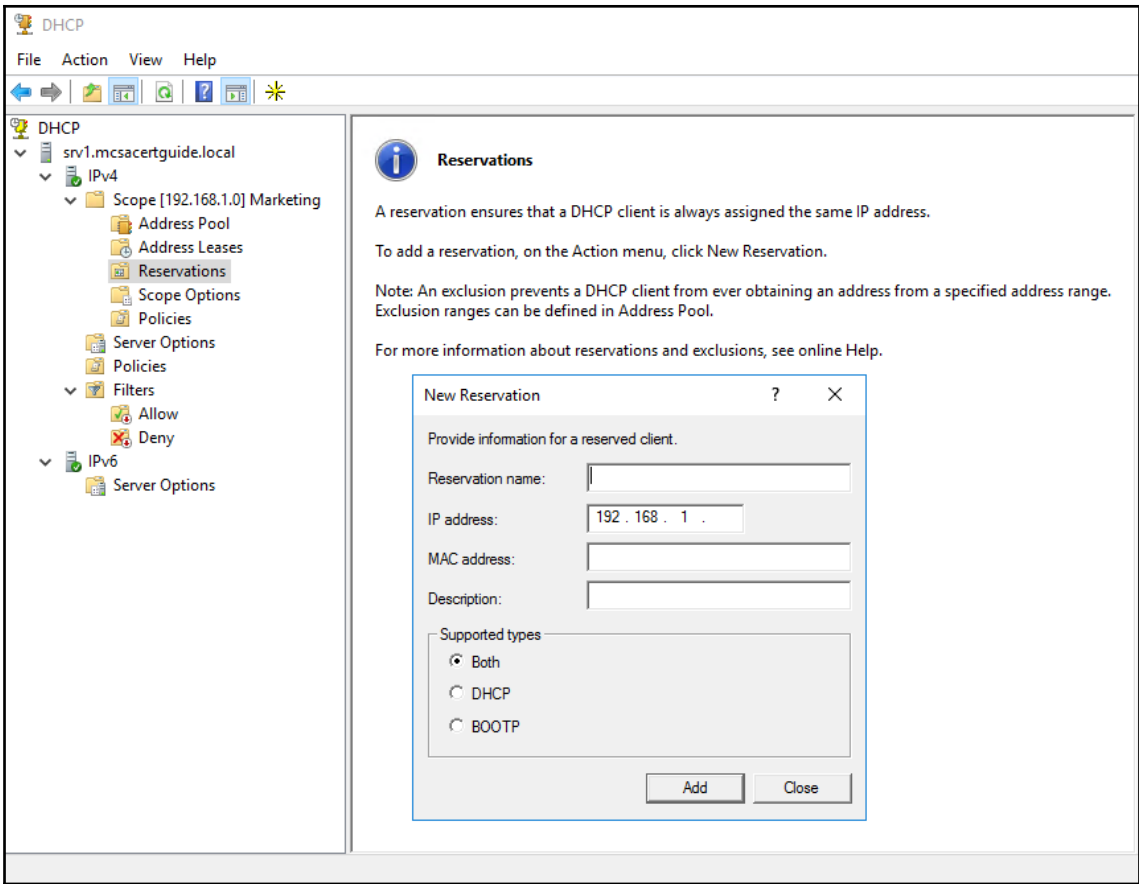 DHCP
File Action View Help
DHCP
srv1.mcsacertguide.local
IPv4
Scope [192.168.1.0] Marketing
Address Pool
Address Leases
Reservations
Scope Options
Policies
Server Options
Policies
Filters
Allow
Deny
IPv6
Server Options
Reservations
A reservation ensures that a DHCP client is always assigned the same IP address.
To add a reservation, on the Action menu, click New Reservation.
Note: An exclusion prevents a DHCP client from ever obtaining an address from a specified address range.
Exclusion ranges can be defined in Address Pool.
For more information about reservations and exclusions, see online Help.
New Reservation
Provide information for a reserved client.
Reservation name:
IP address: 192 . 168 . 1 .
MAC address:
Description:
Supported types
Both
DHCP
BOOTP
Add Close